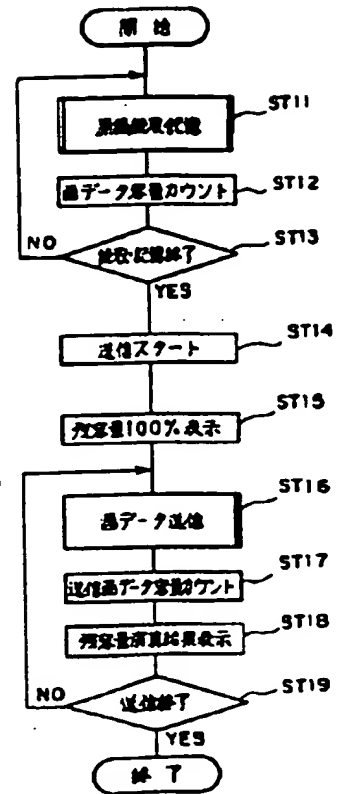 開始
ST11
原稿読取記憶
ST12
画データ容量カウント
ST13
NO
読取・記憶終了
YES
ST14
送信スタート
ST15
残容量100%表示
ST16
画データ送信
ST17
送信画データ容量カウント
ST18
残容量演算結果表示
NO
ST19
送信終了
YES
終了